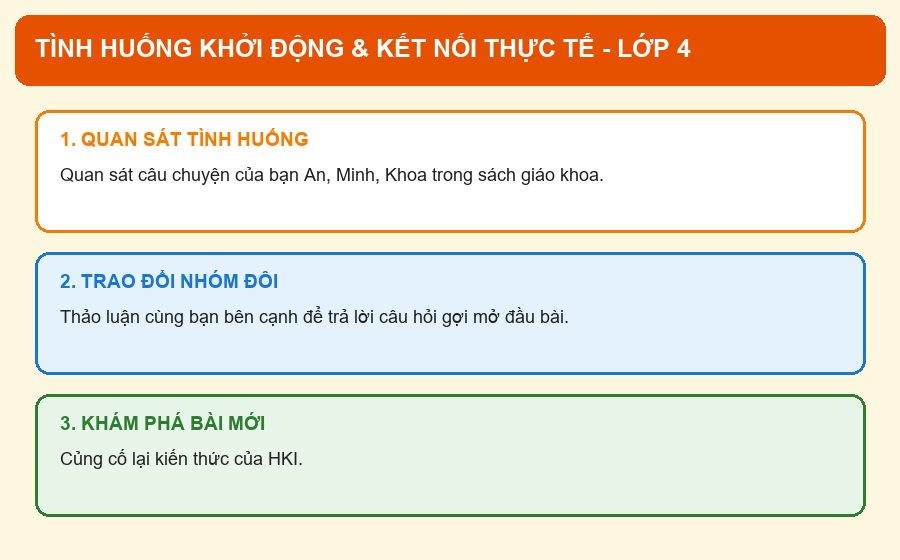 TÌNH HUỐNG KHỞI ĐỘNG & KẾT NỐI THỰC TẾ - LỚP 4
1. QUAN SÁT TÌNH HUỐNG
Quan sát câu chuyện của bạn An, Minh, Khoa trong sách giáo khoa.
2. TRAO ĐỔI NHÓM ĐÔI
Thảo luận cùng bạn bên cạnh để trả lời câu hỏi gợi mở đầu bài.
3. KHÁM PHÁ BÀI MỚI
Củng cố lại kiến thức của HKI.